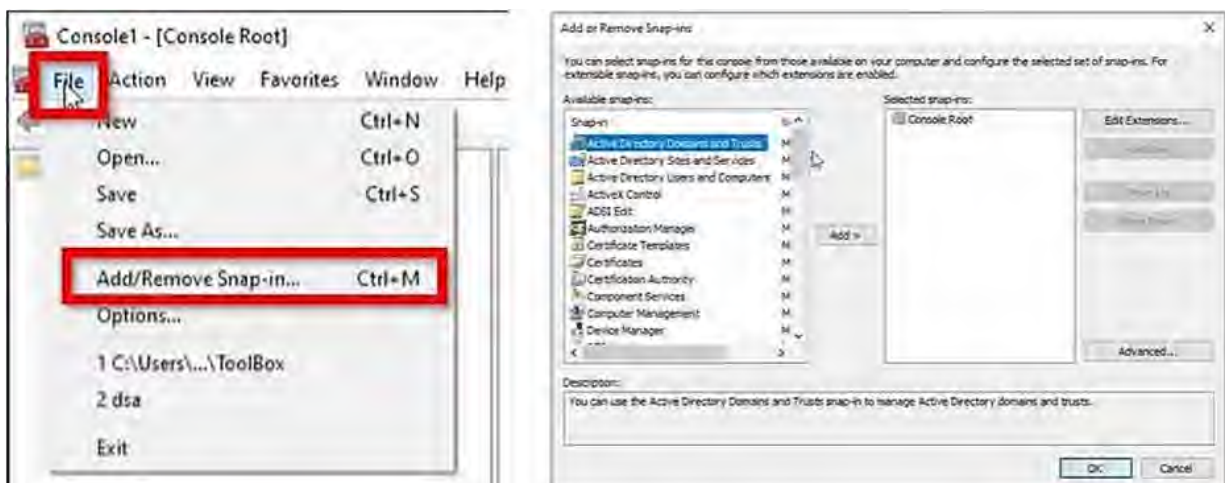 Console1 - [Console Root]
File Action View Favorites Window Help
New Ctrl+N
Open... Ctrl+O
Save Ctrl+S
Save As...
Add/Remove Snap-in... Ctrl+M
Options...
1 C:\Users\...\ToolBox
2 dsa
Exit
Add or Remove Snap-ins
You can select snap-ins for this console from those available on your computer and configure the selected set of snap-ins. For
extensible snap-ins, you can configure which extensions are enabled.
Available snap-ins:
Snap-in
Active Directory Domains and Trusts M
Active Directory Sites and Services M
Active Directory Users and Computers M
ActiveX Control M
ADSI Edit M
Authorization Manager M
Certificate Templates M
Certificates M
Certification Authority M
Component Services M
Computer Management M
Device Manager M
Add >
Selected snap-ins:
Console Root
Edit Extensions...
Advanced...
Description:
You can use the Active Directory Domains and Trusts snap-in to manage Active Directory domains and trusts.
OK Cancel